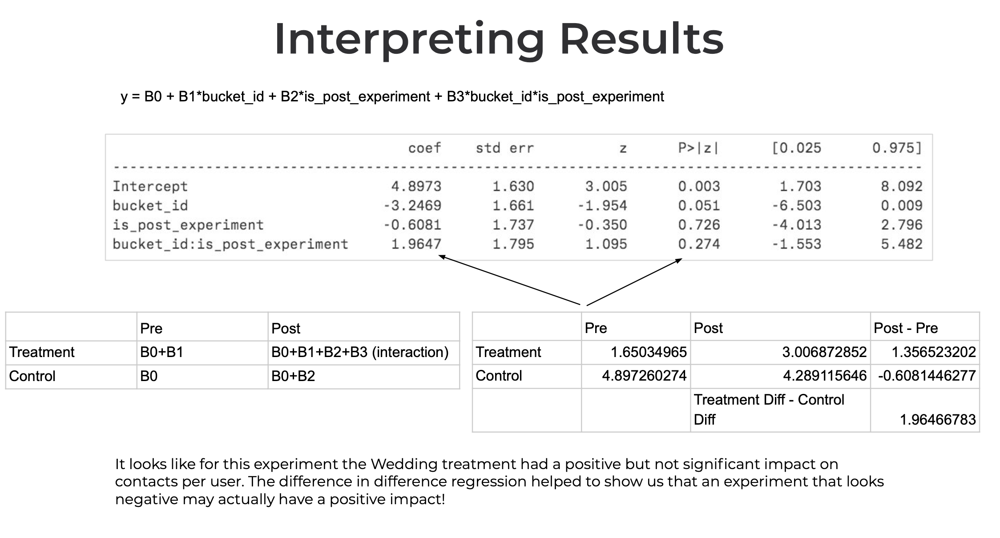 Interpreting Results
y = B0 + B1*bucket_id + B2*is_post_experiment + B3*bucket_id*is_post_experiment
coef std err z P>|z| [0.025 0.975]
Intercept 4.8973 1.630 3.005 0.003 1.703 8.092
bucket_id -3.2469 1.661 -1.954 0.051 -6.503 0.009
is_post_experiment -0.6081 1.737 -0.350 0.726 -4.013 2.796
bucket_id:is_post_experiment 1.9647 1.795 1.095 0.274 -1.553 5.482
Pre Post
Treatment B0+B1 B0+B1+B2+B3 (interaction)
Control B0 B0+B2
Pre Post Post - Pre
Treatment 1.65034965 3.006872852 1.356523202
Control 4.897260274 4.289115646 -0.6081446277
Treatment Diff - Control
Diff 1.96466783
It looks like for this experiment the Wedding treatment had a positive but not significant impact on
contacts per user. The difference in difference regression helped to show us that an experiment that looks
negative may actually have a positive impact!